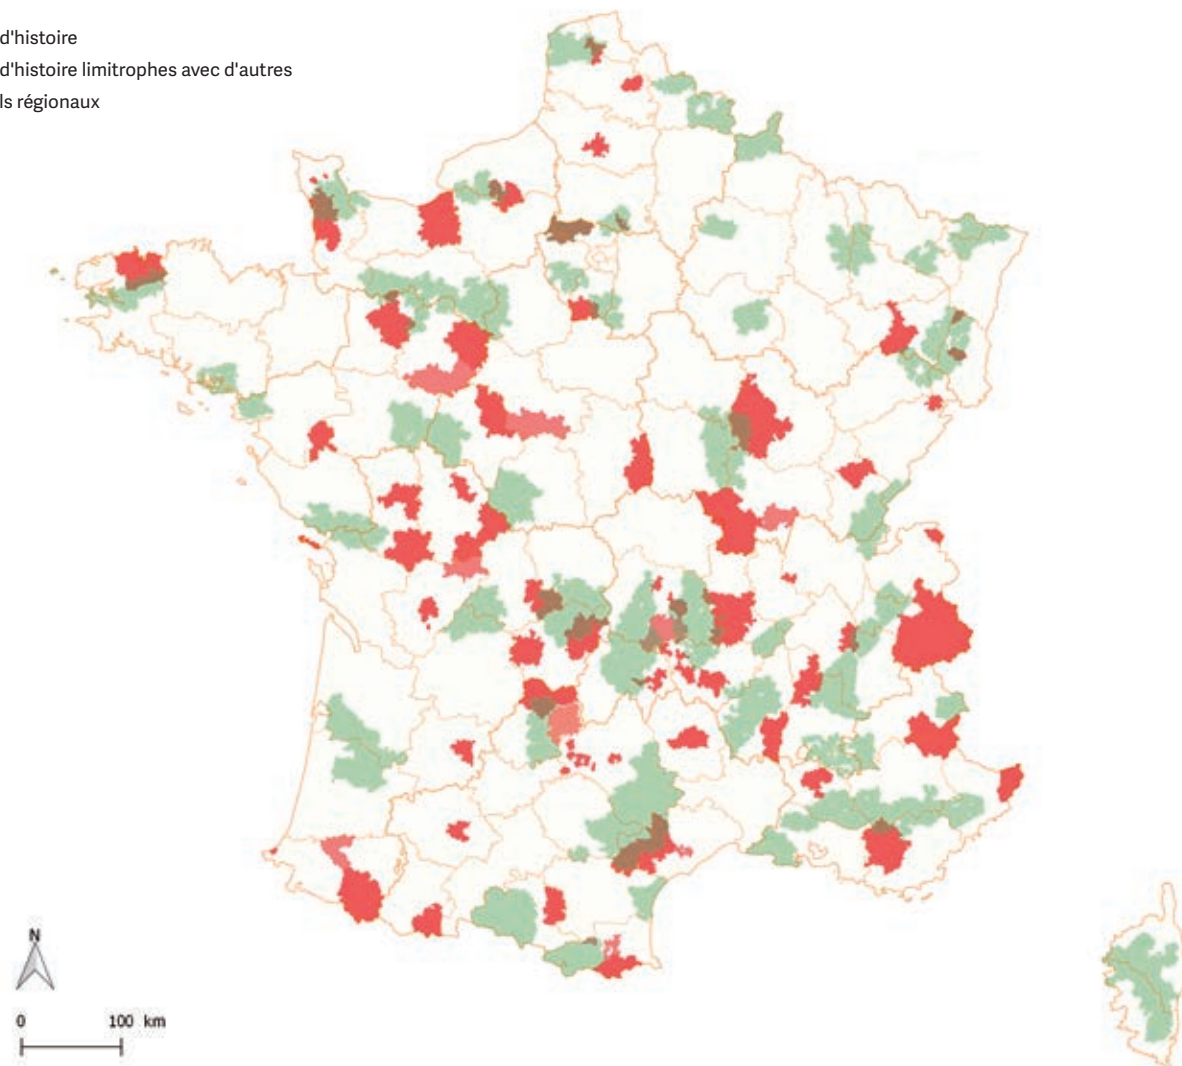 d'histoire
d'histoire limitrophes avec d'autres
ls régionaux
N
0 100 km